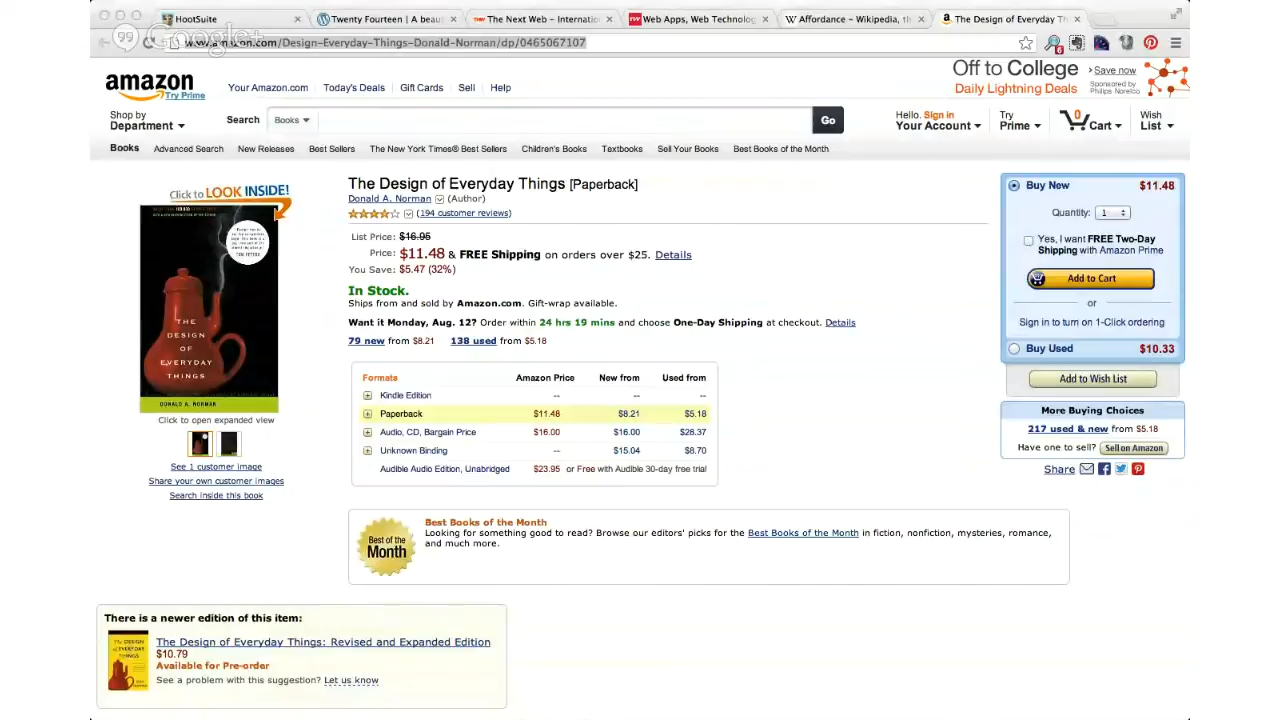 HootSuite
Twenty Fourteen | A beau
The Next Web - Internatio
Web Apps, Web Technolog
Affordance - Wikipedia, th
The Design of Everyday Th
Google+
www.amazon.com/Design-Everyday-Things-Donald-Norman/dp/0465067107
amazon
Try Prime
Your Amazon.com
Today's Deals
Gift Cards
Sell
Help
Off to College
Daily Lightning Deals
Save now
Sponsored by
Philips Norelco
Shop by
Department
Search
Books
Go
Hello. Sign in
Your Account
Try
Prime
0
Cart
Wish
List
Books
Advanced Search
New Releases
Best Sellers
The New York Times® Best Sellers
Children's Books
Textbooks
Sell Your Books
Best Books of the Month
Click to LOOK INSIDE!
TOM PETERS
THE
DESIGN
OF
EVERYDAY
THINGS
DONALD A. NORMAN
Click to open expanded view
See 1 customer image
Share your own customer images
Search inside this book
The Design of Everyday Things [Paperback]
Donald A. Norman (Author)
(194 customer reviews)
List Price: $16.95
Price: $11.48 & FREE Shipping on orders over $25. Details
You Save: $5.47 (32%)
In Stock.
Ships from and sold by Amazon.com. Gift-wrap available.
Want it Monday, Aug. 12? Order within 24 hrs 19 mins and choose One-Day Shipping at checkout. Details
79 new from $8.21 138 used from $5.18
Formats Amazon Price New from Used from
Kindle Edition -- -- --
Paperback $11.48 $8.21 $5.18
Audio, CD, Bargain Price $16.00 $16.00 $28.37
Unknown Binding -- $15.04 $8.70
Audible Audio Edition, Unabridged $23.95 or Free with Audible 30-day free trial
Best of the
Month
Best Books of the Month
Looking for something good to read? Browse our editors' picks for the Best Books of the Month in fiction, nonfiction, mysteries, romance,
and much more.
Buy New $11.48
Quantity: 1
Yes, I want FREE Two-Day
Shipping with Amazon Prime
Add to Cart
or
Sign in to turn on 1-Click ordering
Buy Used $10.33
Add to Wish List
More Buying Choices
217 used & new from $5.18
Have one to sell? Sell on Amazon
Share
There is a newer edition of this item:
The Design of Everyday Things: Revised and Expanded Edition
$10.79
Available for Pre-order
See a problem with this suggestion? Let us know